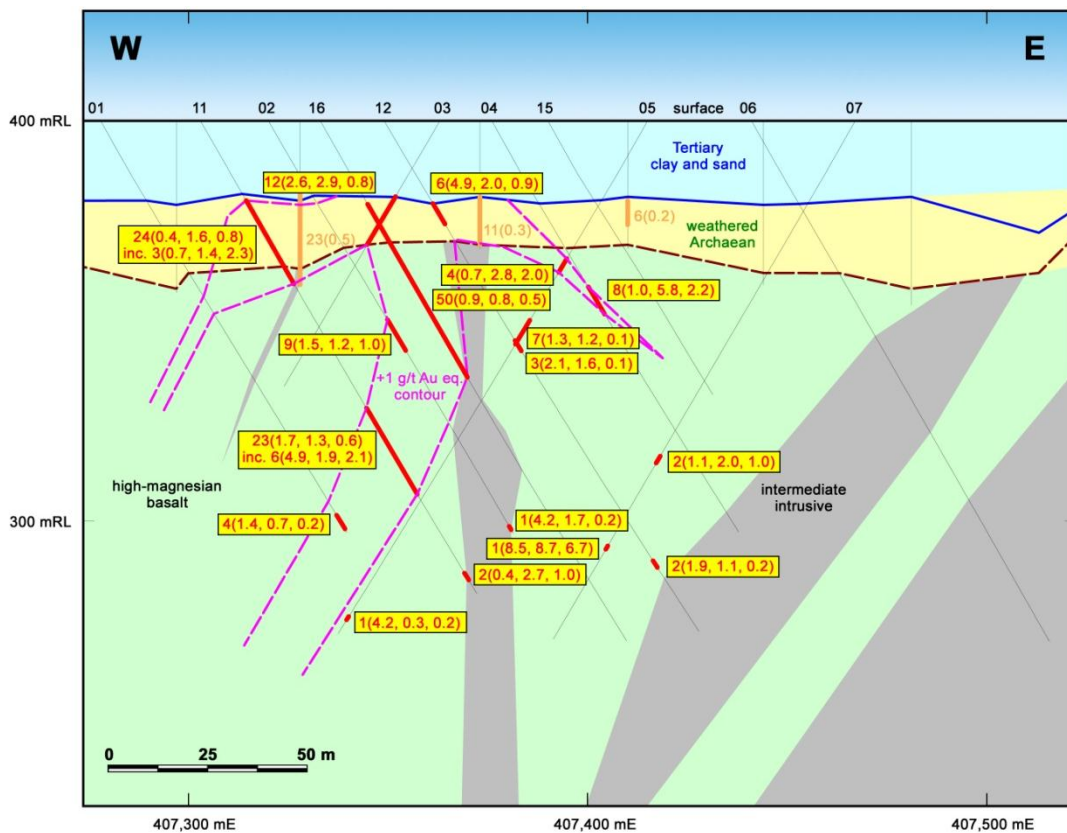 W
E
01 11 02 16 12 03 04 15 05 surface 06 07
400 mRL
Tertiary
clay and sand
12(2.6, 2.9, 0.8)
6(4.9, 2.0, 0.9)
24(0.4, 1.6, 0.8)
inc. 3(0.7, 1.4, 2.3)
23(0.5)
11(0.3)
6(0.2)
weathered
Archaean
4(0.7, 2.8, 2.0)
50(0.9, 0.8, 0.5)
8(1.0, 5.8, 2.2)
9(1.5, 1.2, 1.0)
7(1.3, 1.2, 0.1)
3(2.1, 1.6, 0.1)
+1 g/t Au eq.
contour
23(1.7, 1.3, 0.6)
inc. 6(4.9, 1.9, 2.1)
2(1.1, 2.0, 1.0)
high-magnesian
basalt
intermediate
intrusive
300 mRL
4(1.4, 0.7, 0.2)
1(4.2, 1.7, 0.2)
1(8.5, 8.7, 6.7)
2(0.4, 2.7, 1.0)
2(1.9, 1.1, 0.2)
1(4.2, 0.3, 0.2)
0 25 50 m
407,300 mE 407,400 mE 407,500 mE